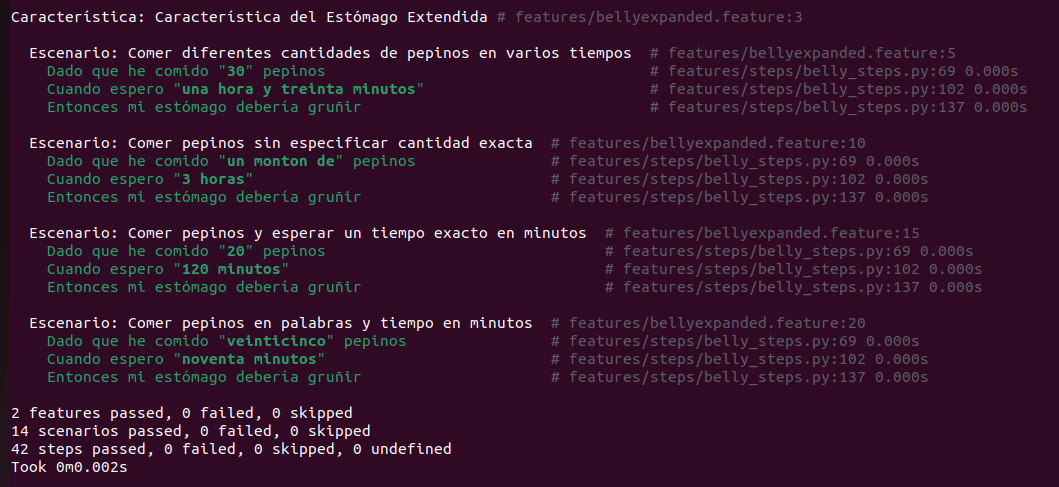 Característica: Característica del Estómago Extendida # features/bellyexpanded.feature:3
Escenario: Comer diferentes cantidades de pepinos en varios tiempos # features/bellyexpanded.feature:5
Dado que he comido "30" pepinos # features/steps/belly_steps.py:69 0.000s
Cuando espero "una hora y treinta minutos" # features/steps/belly_steps.py:102 0.000s
Entonces mi estómago debería gruñir # features/steps/belly_steps.py:137 0.000s
Escenario: Comer pepinos sin especificar cantidad exacta # features/bellyexpanded.feature:10
Dado que he comido "un monton de" pepinos # features/steps/belly_steps.py:69 0.000s
Cuando espero "3 horas" # features/steps/belly_steps.py:102 0.000s
Entonces mi estómago debería gruñir # features/steps/belly_steps.py:137 0.000s
Escenario: Comer pepinos y esperar un tiempo exacto en minutos # features/bellyexpanded.feature:15
Dado que he comido "20" pepinos # features/steps/belly_steps.py:69 0.000s
Cuando espero "120 minutos" # features/steps/belly_steps.py:102 0.000s
Entonces mi estómago debería gruñir # features/steps/belly_steps.py:137 0.000s
Escenario: Comer pepinos en palabras y tiempo en minutos # features/bellyexpanded.feature:20
Dado que he comido "veinticinco" pepinos # features/steps/belly_steps.py:69 0.000s
Cuando espero "noventa minutos" # features/steps/belly_steps.py:102 0.000s
Entonces mi estómago debería gruñir # features/steps/belly_steps.py:137 0.000s
2 features passed, 0 failed, 0 skipped
14 scenarios passed, 0 failed, 0 skipped
42 steps passed, 0 failed, 0 skipped, 0 undefined
Took 0m0.002s